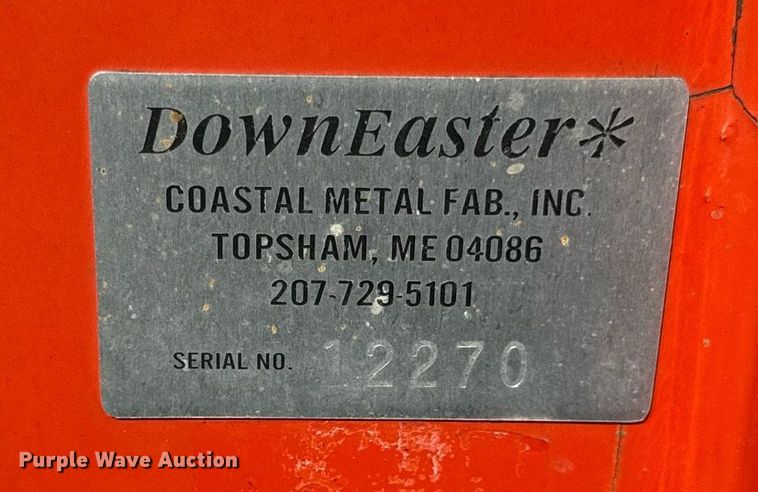 DownEaster*
COASTAL METAL FAB., INC.
TOPSHAM, ME 04086
207-729-5101
SERIAL NO. 12270
Purple Wave Auction